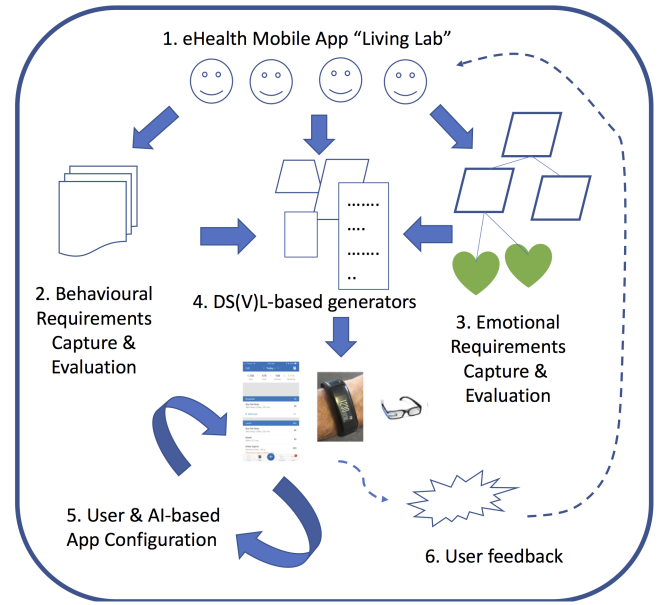 1. eHealth Mobile App “Living Lab”
2. Behavioural
Requirements
Capture &
Evaluation
4. DS(V)L-based generators
3. Emotional
Requirements
Capture &
Evaluation
5. User & AI-based
App Configuration
6. User feedback